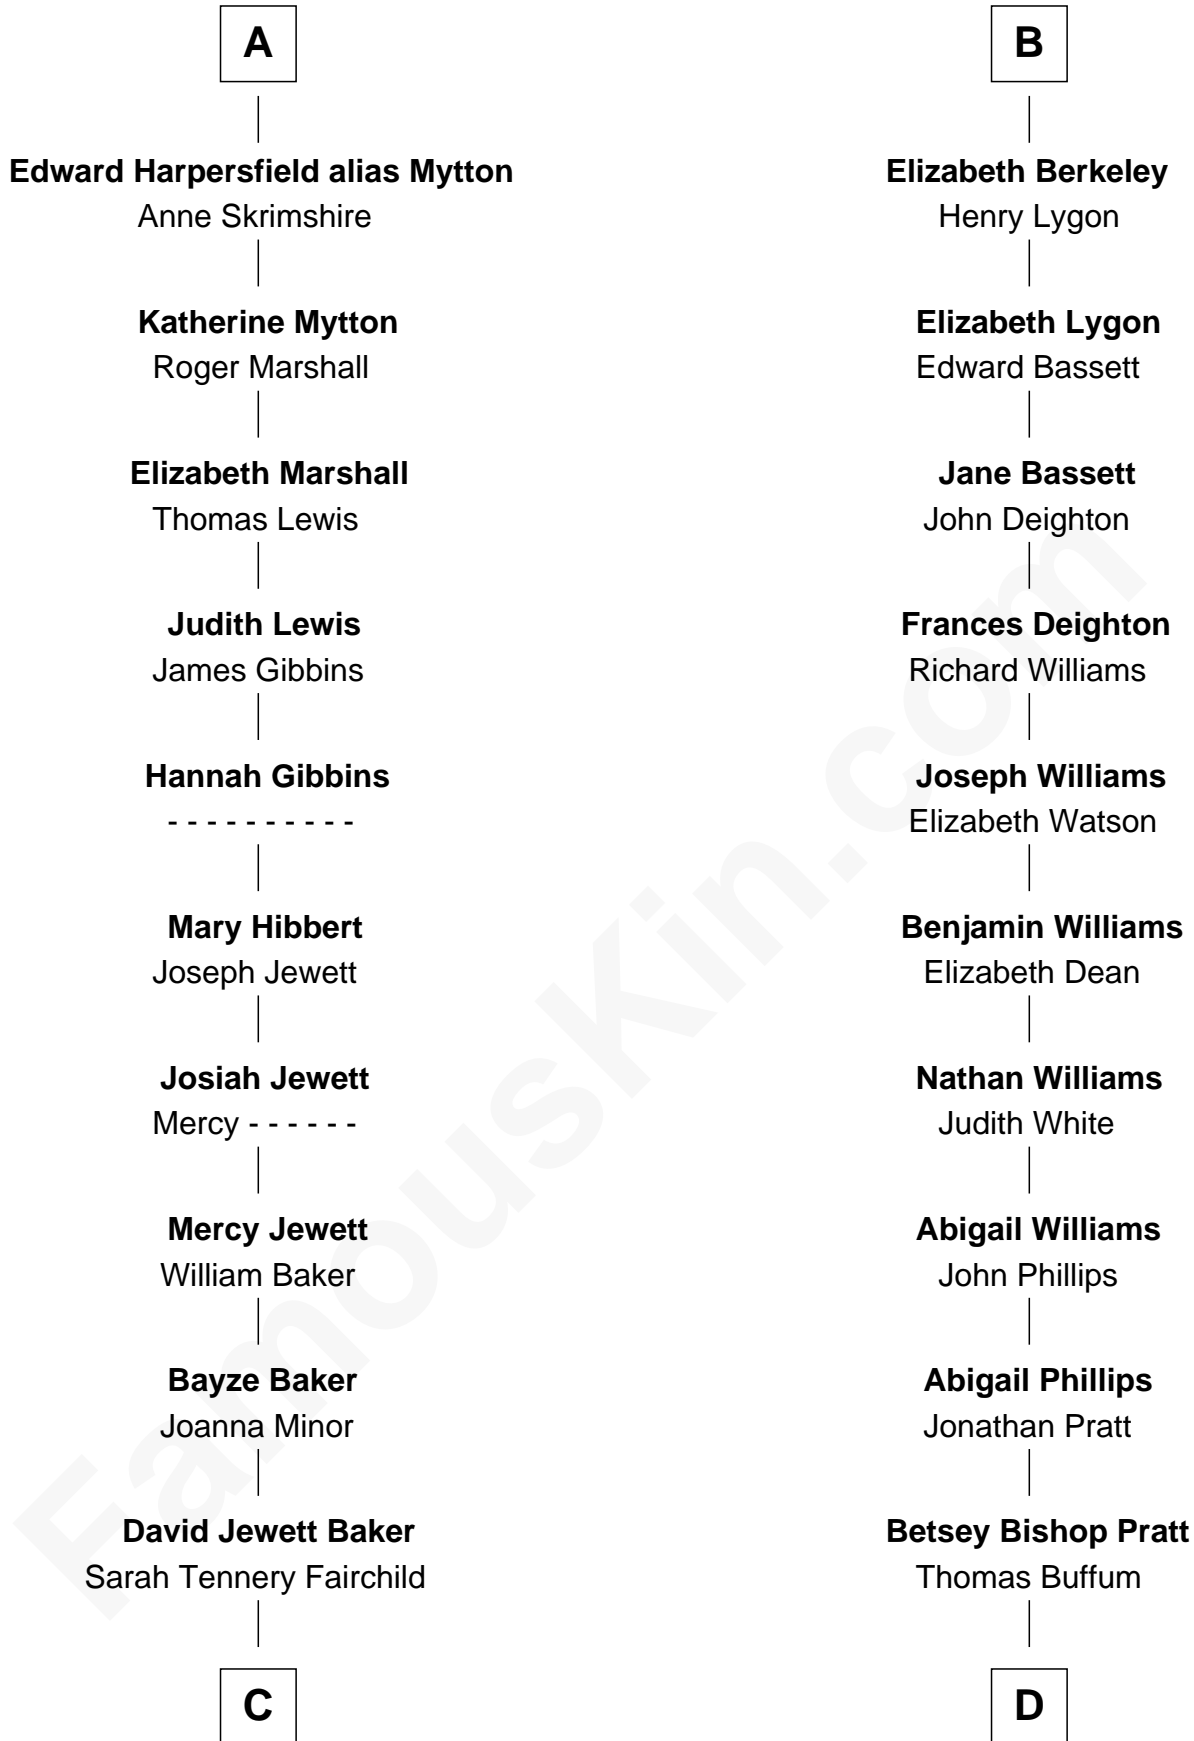 A
Edward Harpersfield alias Mytton
Anne Skrimshire
Katherine Mytton
Roger Marshall
Elizabeth Marshall
Thomas Lewis
Judith Lewis
James Gibbins
Hannah Gibbins
- - - - - - - - - -
Mary Hibbert
Joseph Jewett
Josiah Jewett
Mercy - - - - - -
Mercy Jewett
William Baker
Bayze Baker
Joanna Minor
David Jewett Baker
Sarah Tennery Fairchild
C
B
Elizabeth Berkeley
Henry Lygon
Elizabeth Lygon
Edward Bassett
Jane Bassett
John Deighton
Frances Deighton
Richard Williams
Joseph Williams
Elizabeth Watson
Benjamin Williams
Elizabeth Dean
Nathan Williams
Judith White
Abigail Williams
John Phillips
Abigail Phillips
Jonathan Pratt
Betsey Bishop Pratt
Thomas Buffum
D
FamousKin.com